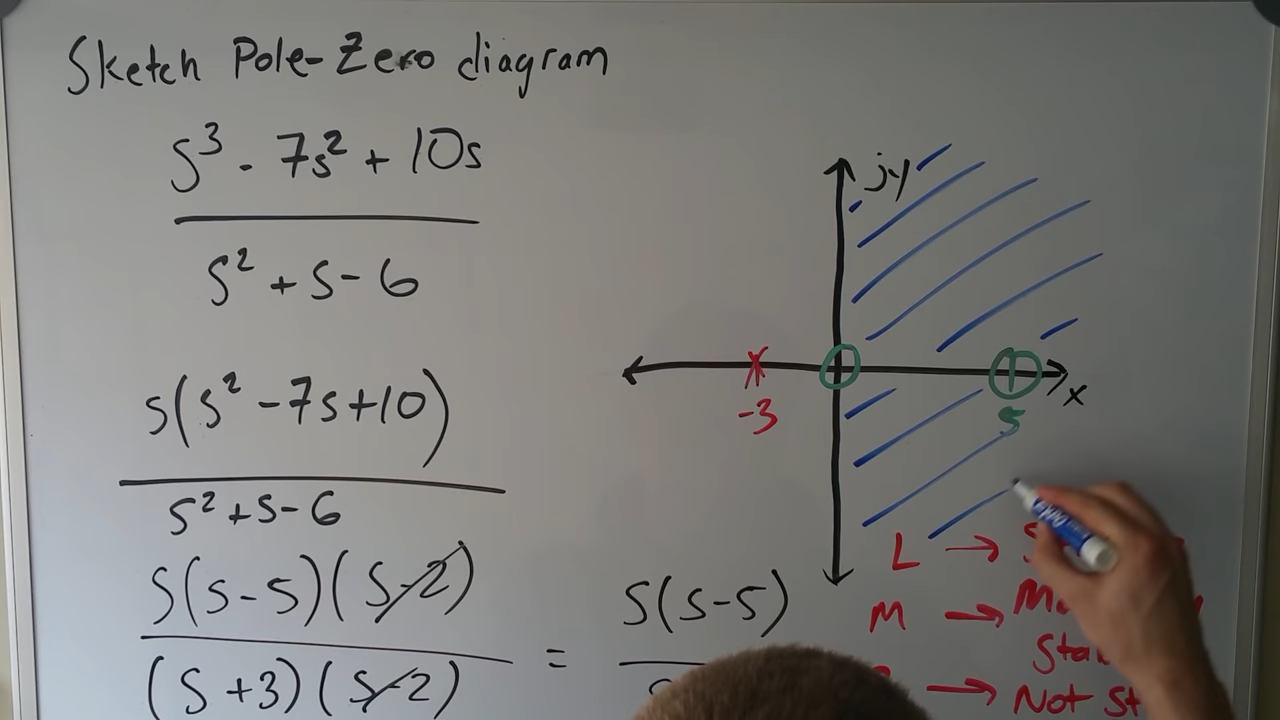 Sketch Pole-Zero diagram
s³ - 7s² + 10s
s² + s - 6
s(s² - 7s + 10)
s² + s - 6
s(s-5)(s-2)
(s+3)(s-2)
=
s(s-5)
jy
x
-3
5
L →
M →
→ Not
EXPO